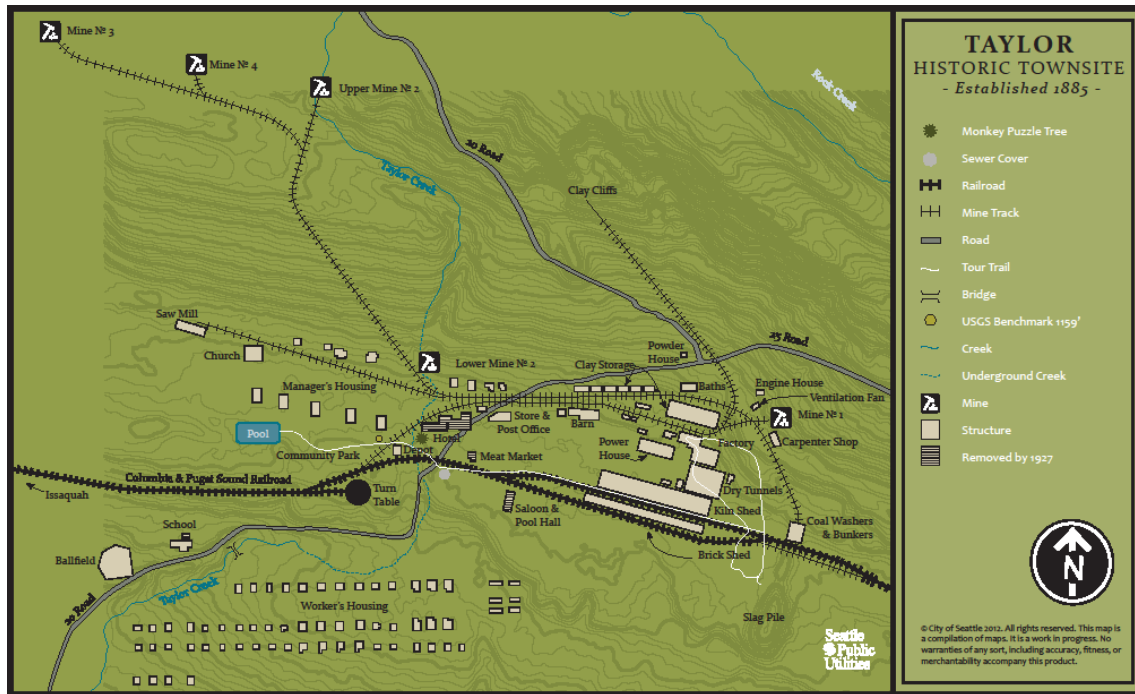 Mine № 3
Mine № 4
Upper Mine № 2
Rock Creek
20 Road
Taylor Creek
Clay Cliffs
Saw Mill
Church
Lower Mine № 2
Powder
House
25 Road
Clay Storage
Manager's Housing
Baths
Engine House
Ventilation Fan
Store &
Post Office
Barn
Mine № 1
Pool
Hotel
Community Park
Depot
Meat Market
Power
House
Factory
Carpenter Shop
Columbia & Puget Sound Railroad
Issaquah
Turn
Table
Dry Tunnels
Saloon &
Pool Hall
Kiln Shed
Coal Washers
& Bunkers
School
Brick Shed
Ballfield
Taylor Creek
20 Road
Worker's Housing
Slag Pile
Seattle
Public
Utilities
TAYLOR
HISTORIC TOWNSITE
- Established 1885 -
Monkey Puzzle Tree
Sewer Cover
Railroad
Mine Track
Road
Tour Trail
Bridge
USGS Benchmark 1159'
Creek
Underground Creek
Mine
Structure
Removed by 1927
N
© City of Seattle 2012. All rights reserved. This map is
a compilation of maps. It is a work in progress. No
warranties of any sort, including accuracy, fitness, or
merchantability accompany this product.